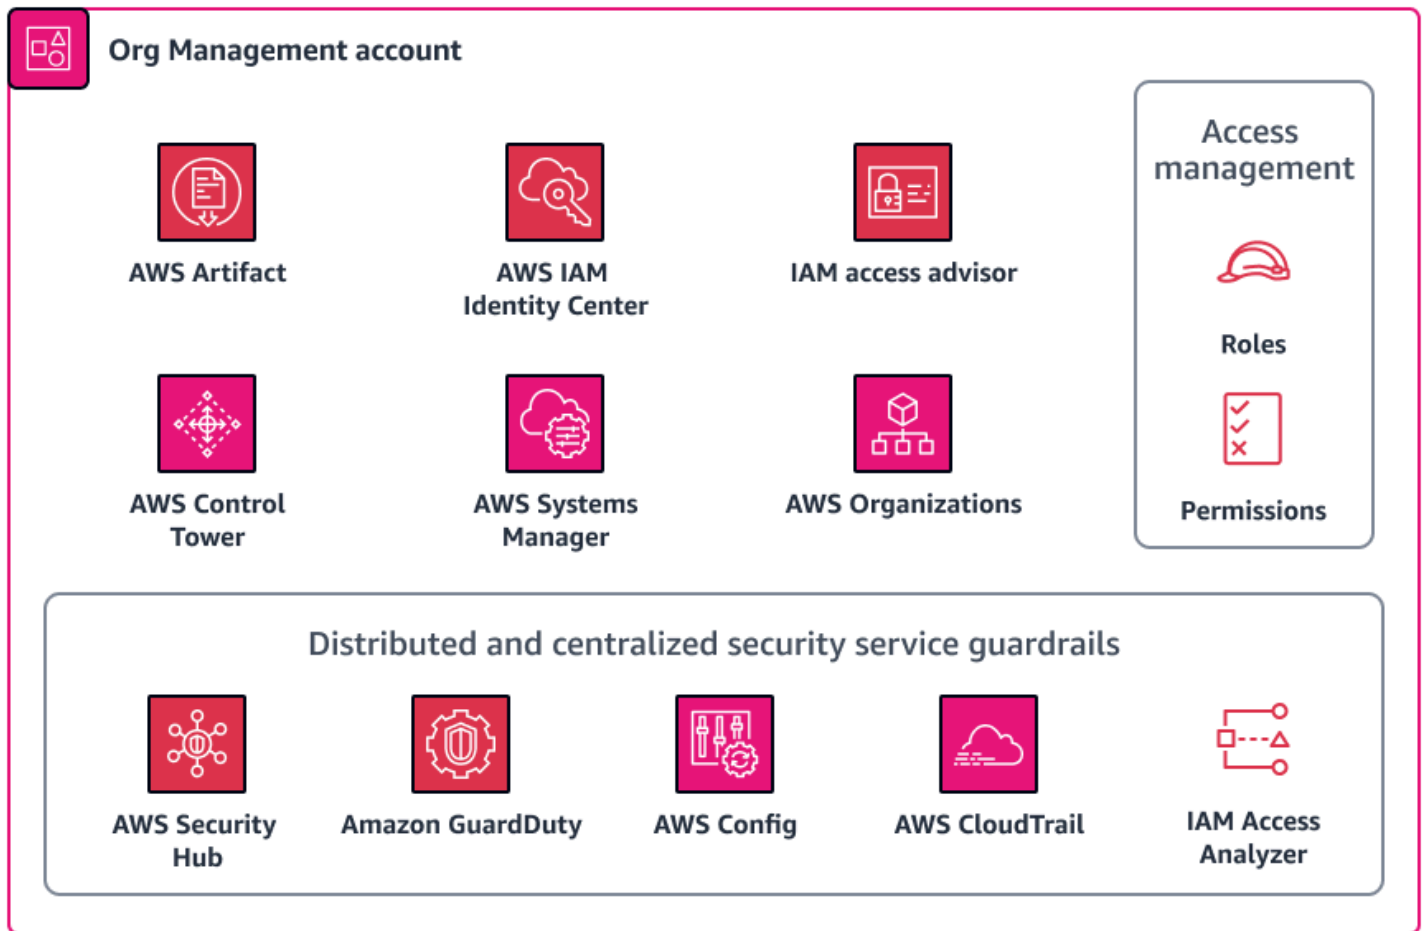 Org Management account
Access
management
AWS Artifact
AWS IAM
Identity Center
IAM access advisor
Roles
AWS Control
Tower
AWS Systems
Manager
AWS Organizations
Permissions
Distributed and centralized security service guardrails
AWS Security
Hub
Amazon GuardDuty
AWS Config
AWS CloudTrail
IAM Access
Analyzer